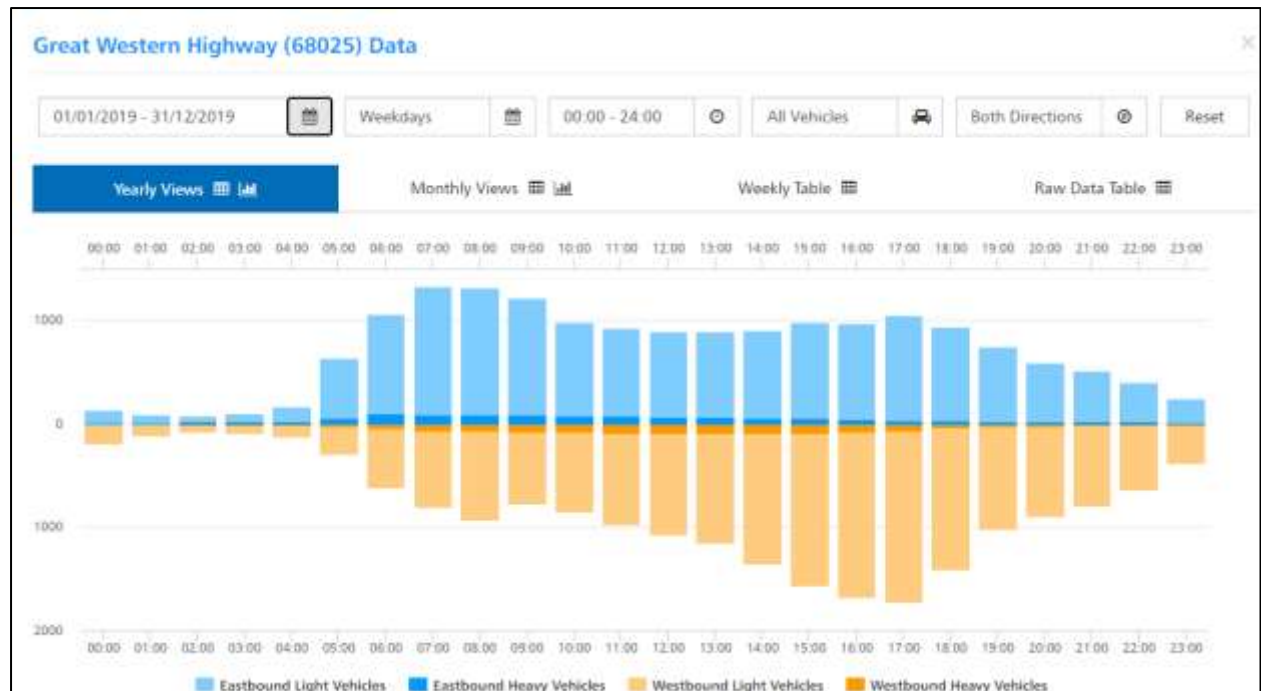 Great Western Highway (68025) Data
01/01/2019 - 31/12/2019 Weekdays 00:00 - 24:00 All Vehicles Both Directions Reset
Yearly Views Monthly Views Weekly Table Raw Data Table
00:00 01:00 02:00 03:00 04:00 05:00 06:00 07:00 08:00 09:00 10:00 11:00 12:00 13:00 14:00 15:00 16:00 17:00 18:00 19:00 20:00 21:00 22:00 23:00
1000
0
1000
2000
00:00 01:00 02:00 03:00 04:00 05:00 06:00 07:00 08:00 09:00 10:00 11:00 12:00 13:00 14:00 15:00 16:00 17:00 18:00 19:00 20:00 21:00 22:00 23:00
Eastbound Light Vehicles Eastbound Heavy Vehicles Westbound Light Vehicles Westbound Heavy Vehicles